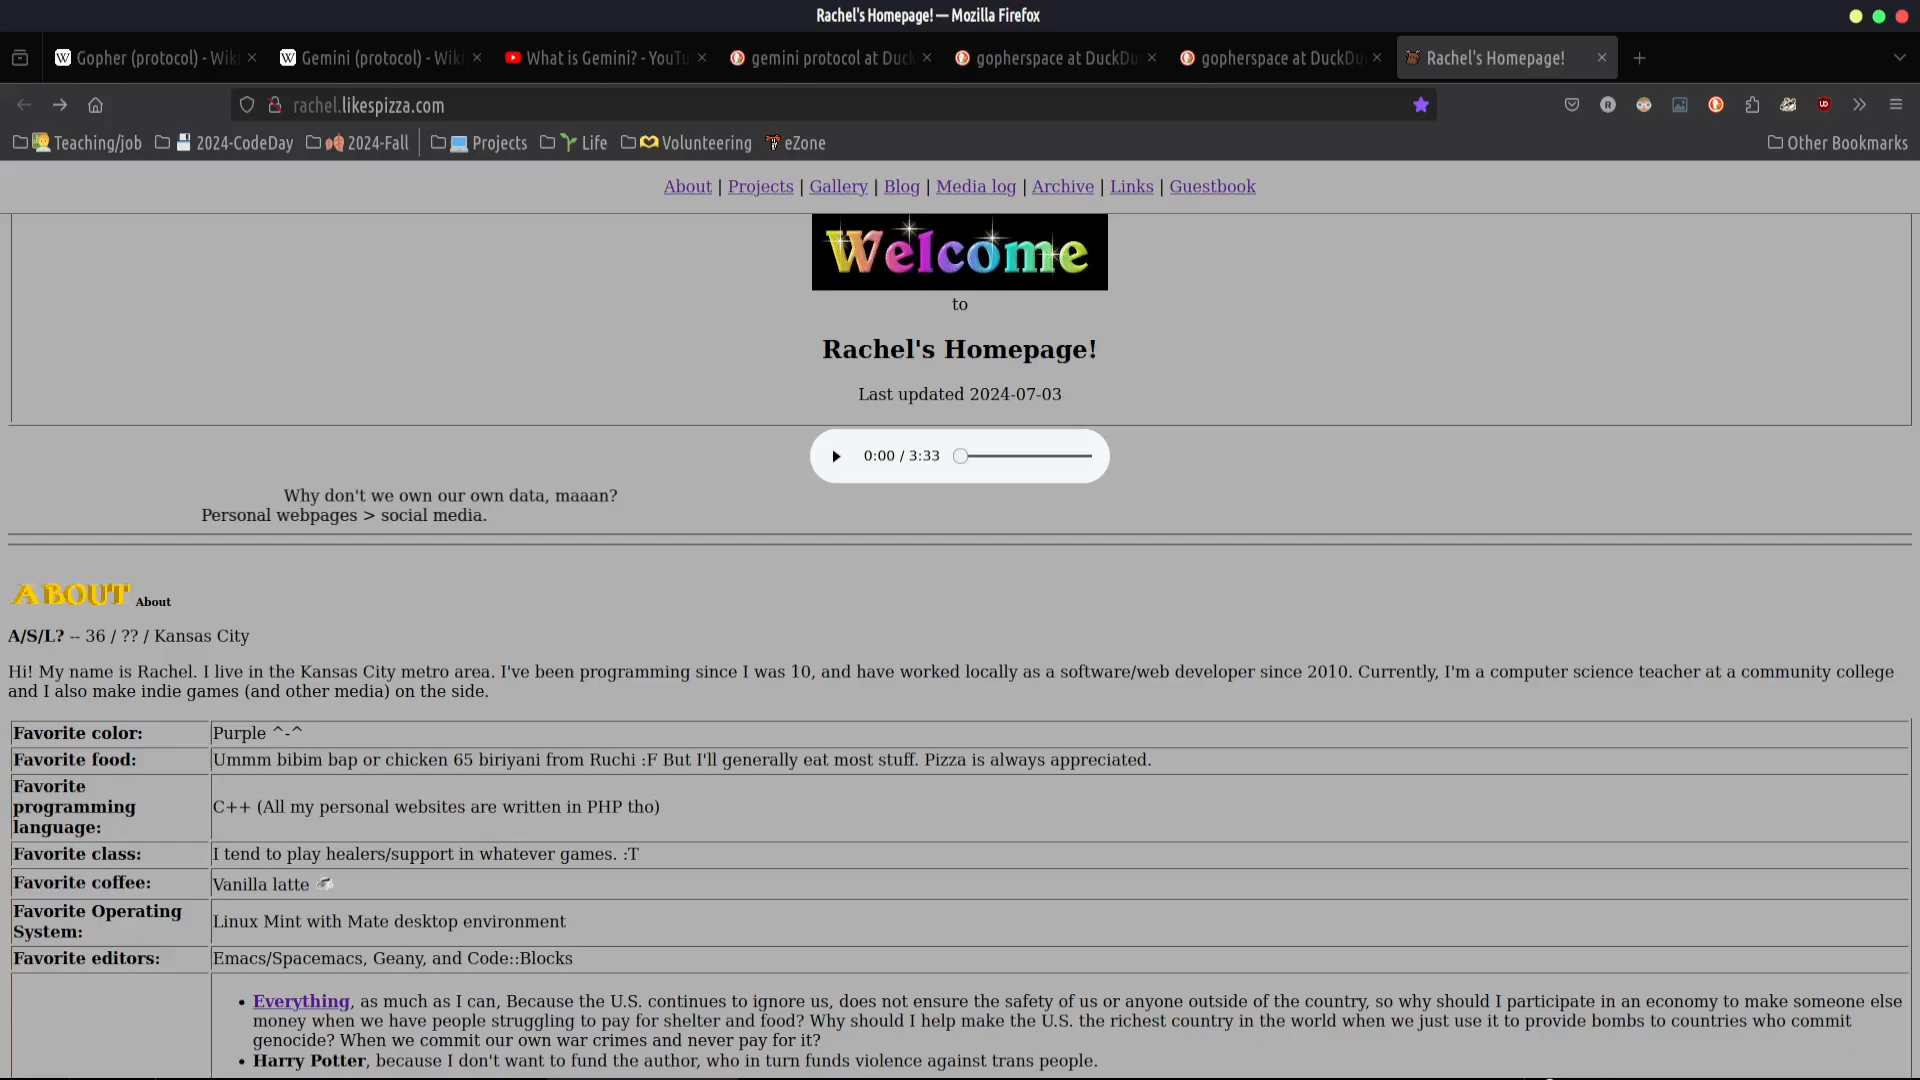 Rachel's Homepage! — Mozilla Firefox
Gopher (protocol) - Wiki
Gemini (protocol) - Wiki
What is Gemini? - YouTu
gemini protocol at Duck
gopherspace at DuckDu
gopherspace at DuckDu
Rachel's Homepage!
rachel.likespizza.com
Teaching/job
2024-CodeDay
2024-Fall
Projects
Life
Volunteering
eZone
Other Bookmarks
About | Projects | Gallery | Blog | Media log | Archive | Links | Guestbook
Welcome
to
Rachel's Homepage!
Last updated 2024-07-03
0:00 / 3:33
Why don't we own our own data, maaan?
Personal webpages > social media.
ABOUT About
A/S/L? -- 36 / ?? / Kansas City
Hi! My name is Rachel. I live in the Kansas City metro area. I've been programming since I was 10, and have worked locally as a software/web developer since 2010. Currently, I'm a computer science teacher at a community college
and I also make indie games (and other media) on the side.
Favorite color: Purple ^-^
Favorite food: Ummm bibim bap or chicken 65 biriyani from Ruchi :F But I'll generally eat most stuff. Pizza is always appreciated.
Favorite
programming
language:
C++ (All my personal websites are written in PHP tho)
Favorite class: I tend to play healers/support in whatever games. :T
Favorite coffee: Vanilla latte
Favorite Operating
System:
Linux Mint with Mate desktop environment
Favorite editors: Emacs/Spacemacs, Geany, and Code::Blocks
• Everything, as much as I can, Because the U.S. continues to ignore us, does not ensure the safety of us or anyone outside of the country, so why should I participate in an economy to make someone else
money when we have people struggling to pay for shelter and food? Why should I help make the U.S. the richest country in the world when we just use it to provide bombs to countries who commit
genocide? When we commit our own war crimes and never pay for it?
• Harry Potter, because I don't want to fund the author, who in turn funds violence against trans people.